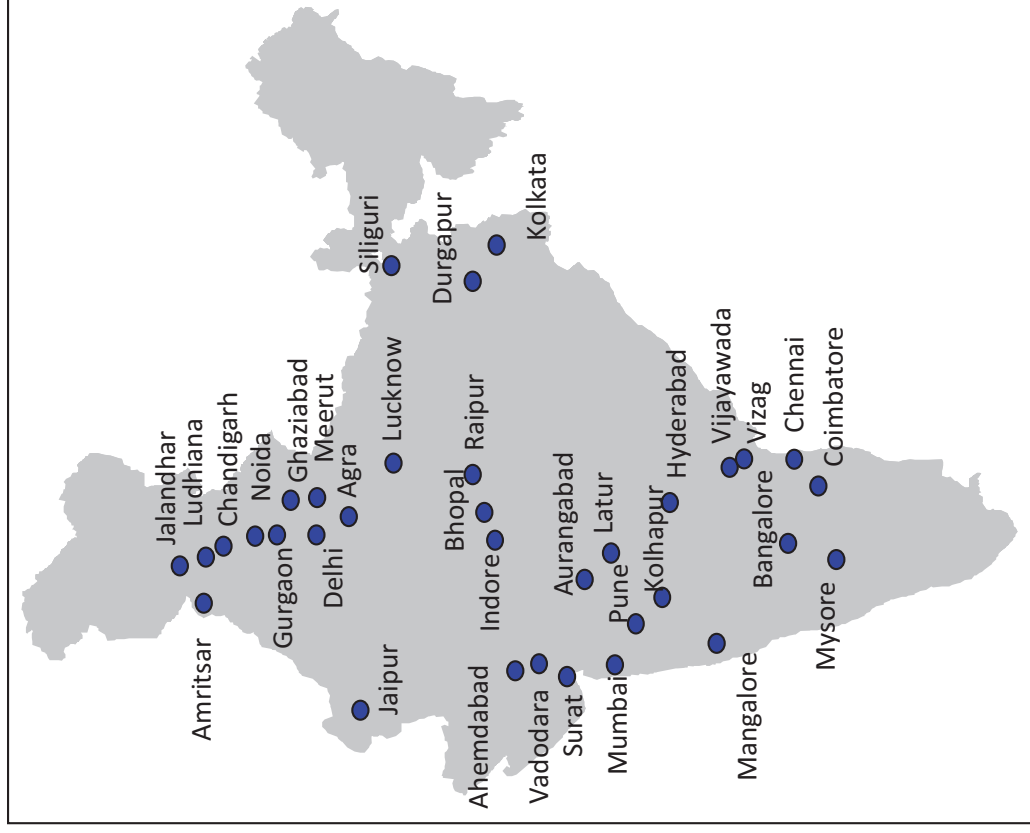 Jalandhar
Ludhiana
Chandigarh
Noida
Ghaziabad
Meerut
Agra
Amritsar
Gurgaon
Delhi
Jaipur
Lucknow
Siliguri
Durgapur
Kolkata
Raipur
Bhopal
Indore
Ahemdabad
Vadodara
Surat
Aurangabad
Latur
Mumbai
Pune
Kolhapur
Hyderabad
Vijayawada
Vizag
Mangalore
Bangalore
Chennai
Mysore
Coimbatore